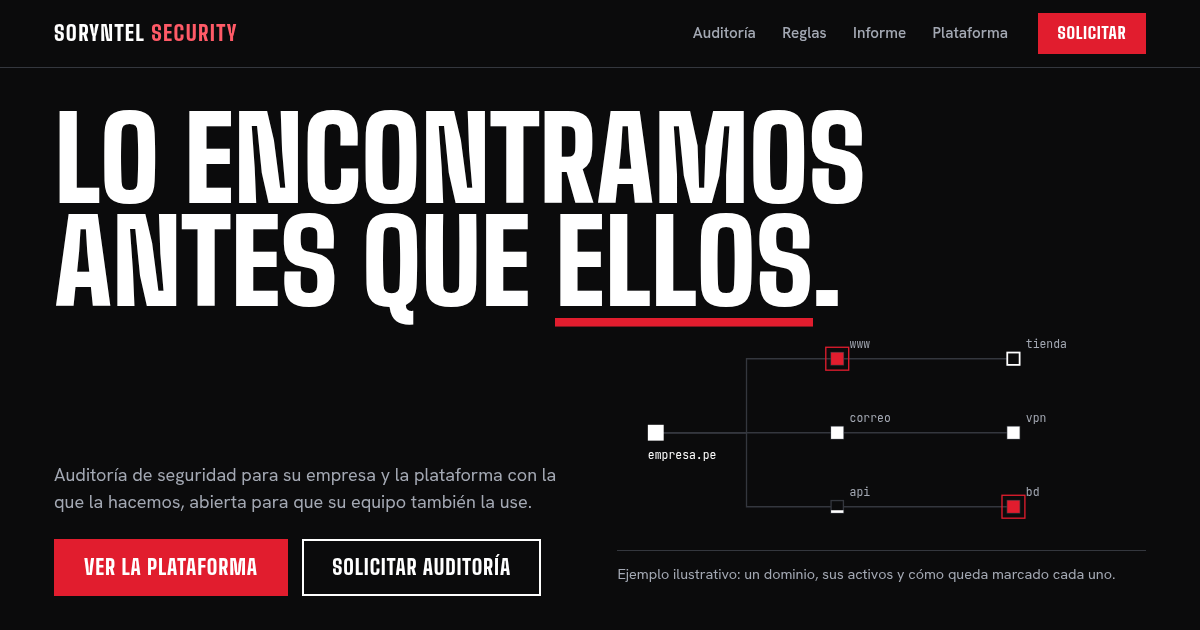 SORYNTEL SECURITY
Auditoría
Reglas
Informe
Plataforma
SOLICITAR
LO ENCONTRAMOS
ANTES QUE ELLOS.
www
tienda
correo
vpn
empresa.pe
api
bd
Auditoría de seguridad para su empresa y la plataforma con la
que la hacemos, abierta para que su equipo también la use.
VER LA PLATAFORMA
SOLICITAR AUDITORÍA
Ejemplo ilustrativo: un dominio, sus activos y cómo queda marcado cada uno.